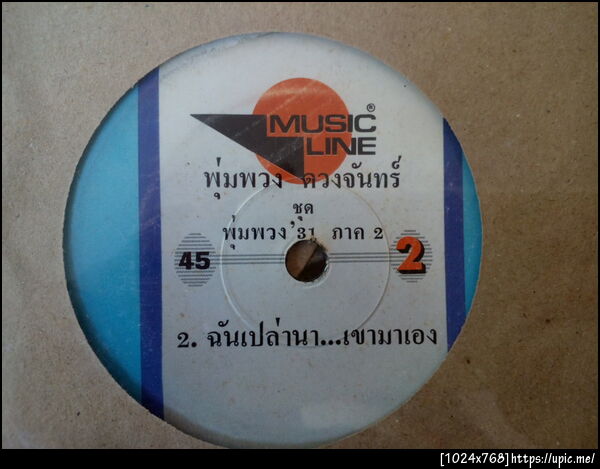 MUSIC®
LINE
พุ่มพวง ดวงจันทร์
ชุด
พุ่มพวง '31 ภาค 2
45
2
2. ฉันเปล่านา...เขามาเอง
[1024x768]https://upic.me/